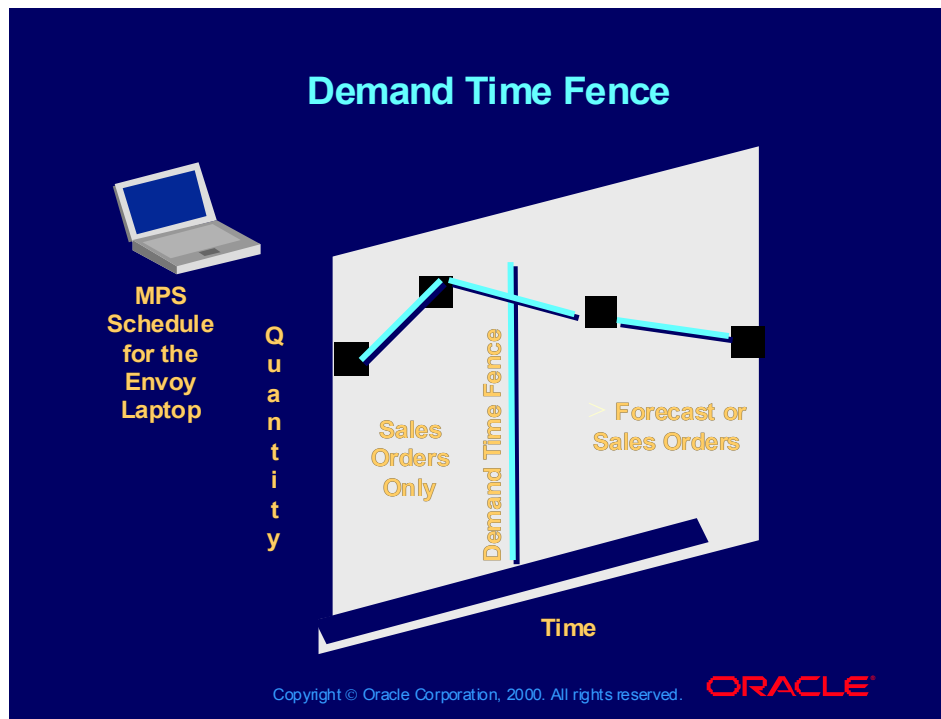 Demand Time Fence
MPS
Schedule
for the
Envoy
Laptop
Quantity
Sales
Orders
Only
Demand Time Fence
> Forecast or
Sales Orders
Time
Copyright © Oracle Corporation, 2000. All rights reserved.
ORACLE®